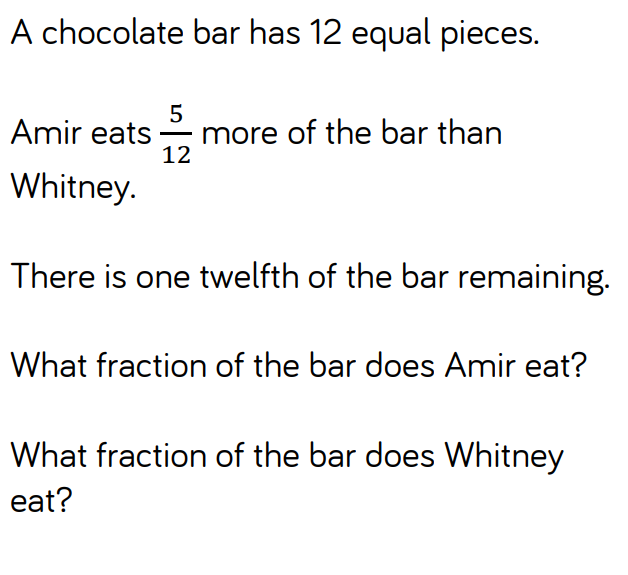 A chocolate bar has 12 equal pieces.
Amir eats 5/12 more of the bar than
Whitney.
There is one twelfth of the bar remaining.
What fraction of the bar does Amir eat?
What fraction of the bar does Whitney
eat?